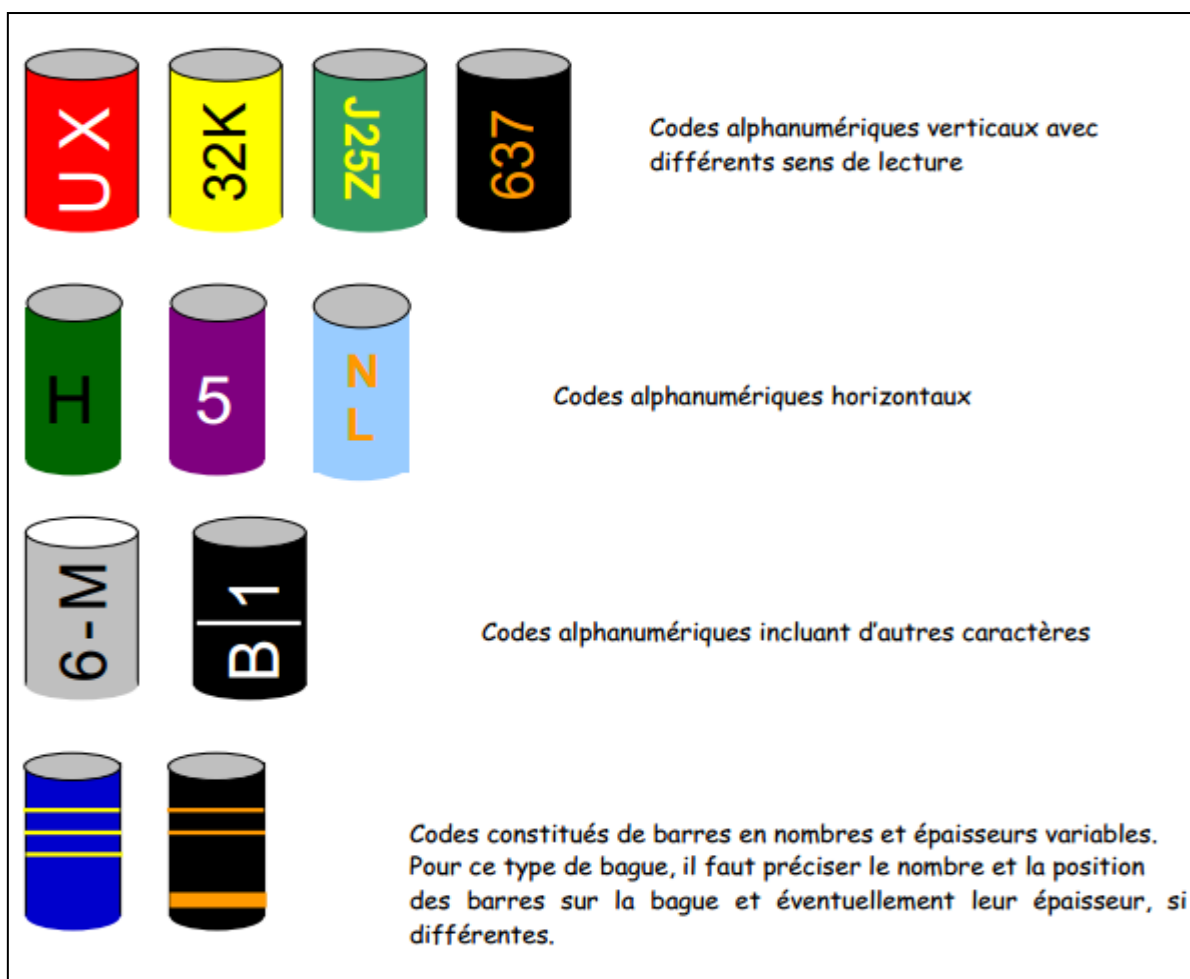 UX
32K
J25Z
637
Codes alphanumériques verticaux avec
différents sens de lecture
H
5
N
L
Codes alphanumériques horizontaux
6-M
B|1
Codes alphanumériques incluant d'autres caractères
Codes constitués de barres en nombres et épaisseurs variables.
Pour ce type de bague, il faut préciser le nombre et la position
des barres sur la bague et éventuellement leur épaisseur, si
différentes.